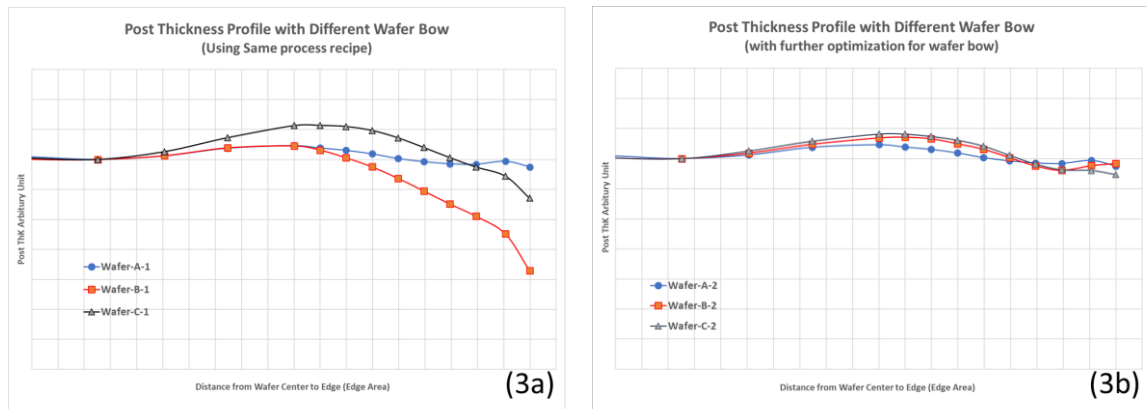 Post Thickness Profile with Different Wafer Bow
(Using Same process recipe)
Post ThK Arbitury Unit
Wafer-A-1
Wafer-B-1
Wafer-C-1
Distance from Wafer Center to Edge (Edge Area)
(3a)
Post Thickness Profile with Different Wafer Bow
(with further optimization for wafer bow)
Post ThK Arbitury Unit
Wafer-A-2
Wafer-B-2
Wafer-C-2
Distance from Wafer Center to Edge (Edge Area)
(3b)